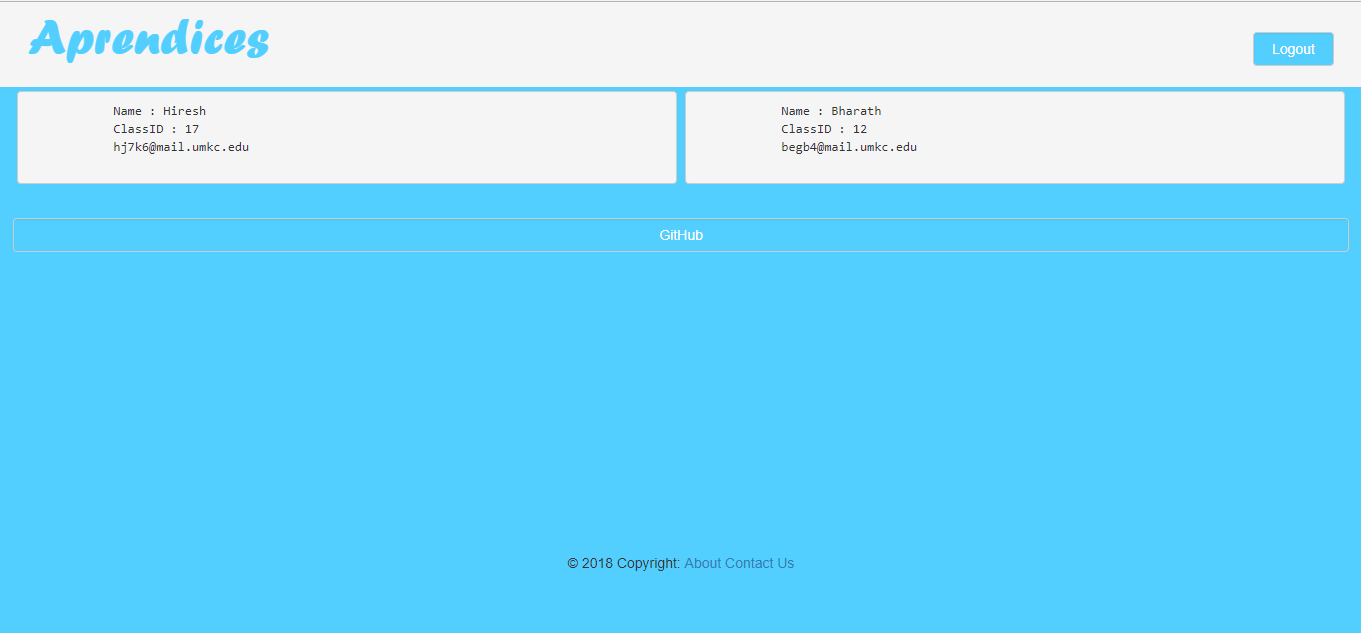 Aprendices
Logout
Name : Hiresh
ClassID : 17
hj7k6@mail.umkc.edu
Name : Bharath
ClassID : 12
begb4@mail.umkc.edu
GitHub
© 2018 Copyright: About Contact Us